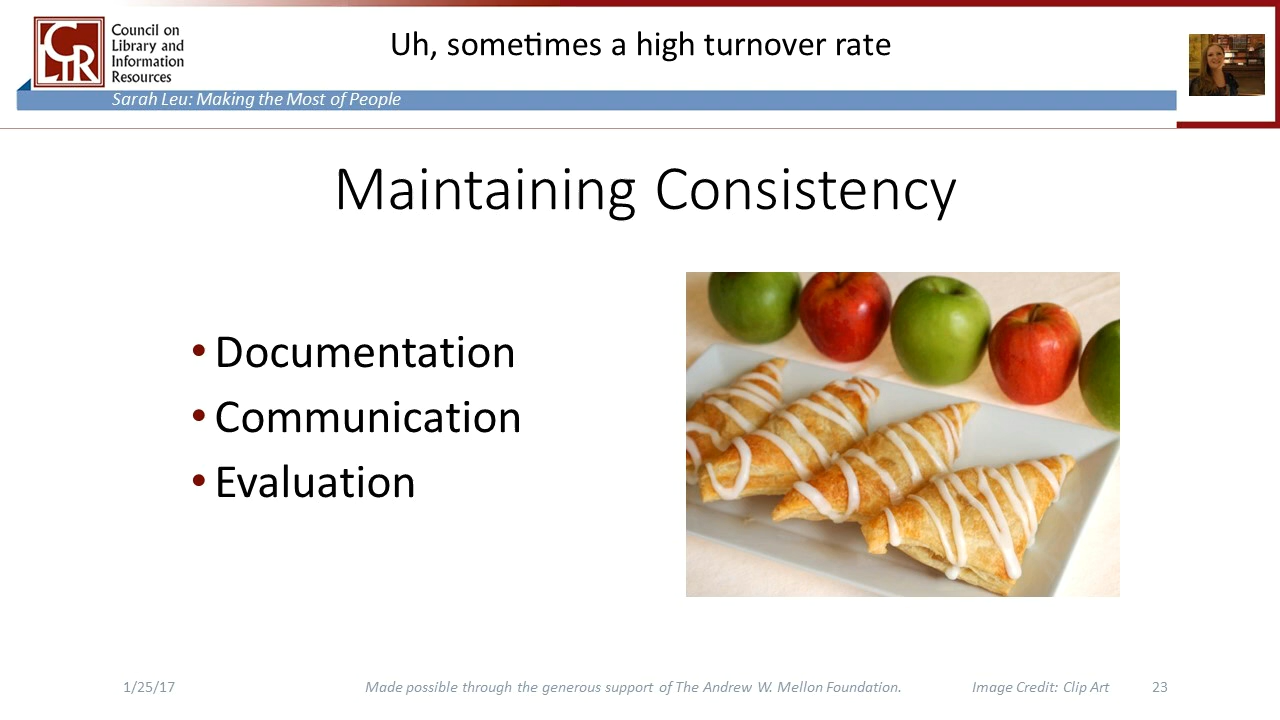 CLIR
Council on
Library and
Information
Resources
Uh, sometimes a high turnover rate
Sarah Leu: Making the Most of People
Maintaining Consistency
• Documentation
• Communication
• Evaluation
1/25/17
Made possible through the generous support of The Andrew W. Mellon Foundation.
Image Credit: Clip Art
23